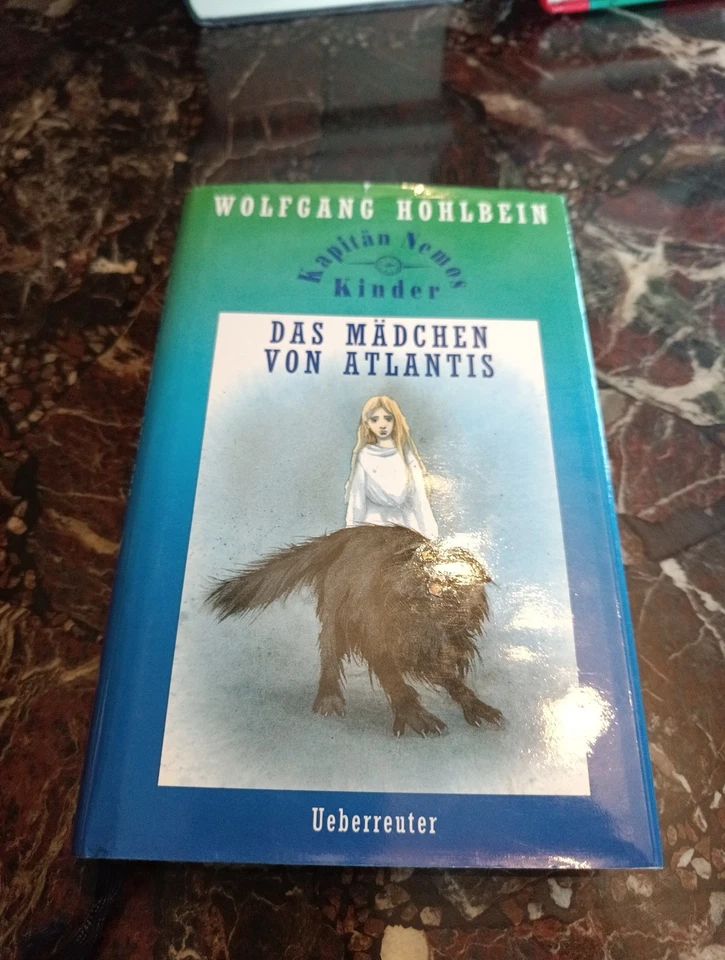 WOLFGANG HOHLBEIN
Kapitän Nemos
Kinder
DAS MÄDCHEN
VON ATLANTIS
Ueberreuter